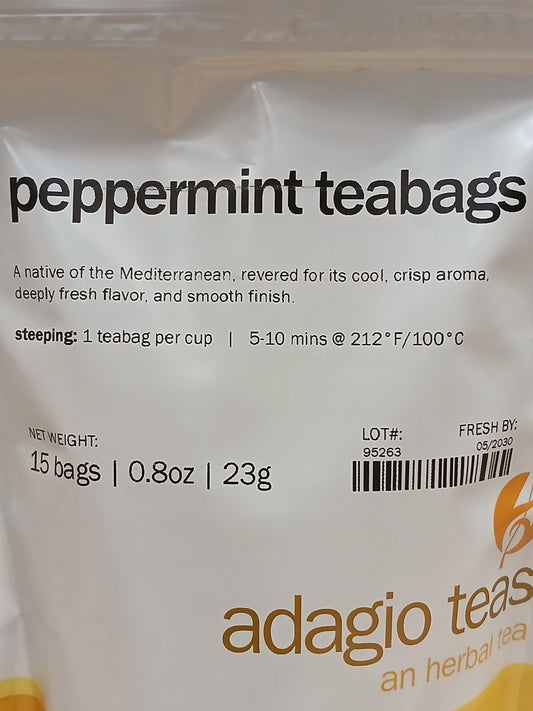 peppermint teabags
A native of the Mediterranean, revered for its cool, crisp aroma,
deeply fresh flavor, and smooth finish.
steeping: 1 teabag per cup | 5-10 mins @ 212°F/100°C
NET WEIGHT:
15 bags | 0.8oz | 23g
LOT#:
95263
FRESH BY:
05/2030
adagio teas
an herbal tea